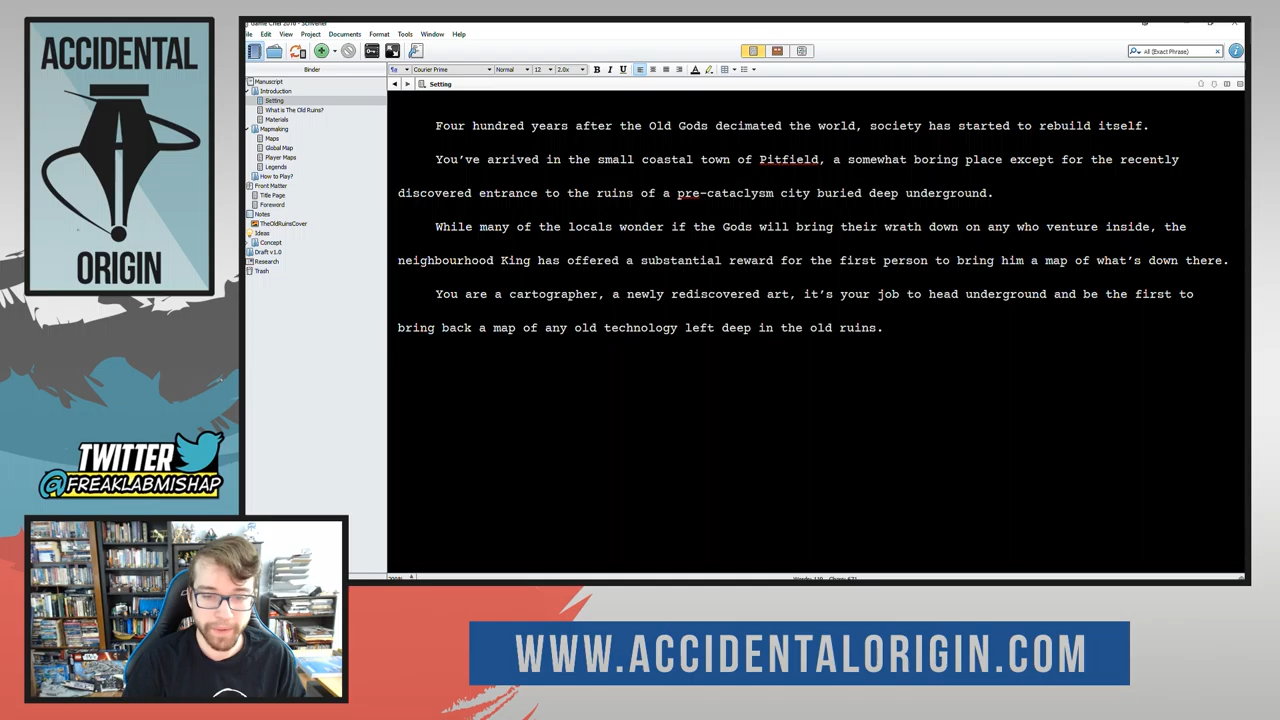 ACCIDENTAL
ORIGIN
TWITTER
@FREAKLABMISHAP
File Edit View Project Documents Format Tools Window Help
All (Exact Phrase)
Binder
Courier Prime Normal 12 2.0x B I U A
Setting
Manuscript
Introduction
Setting
What is The Old Ruins?
Materials
Mapmaking
Maps
Global Map
Player Maps
Legends
How to Play?
Front Matter
Title Page
Foreword
Notes
TheOldRuinsCover
Ideas
Concept
Draft v1.0
Research
Trash
Four hundred years after the Old Gods decimated the world, society has started to rebuild itself.
You've arrived in the small coastal town of Pitfield, a somewhat boring place except for the recently
discovered entrance to the ruins of a pre-cataclysm city buried deep underground.
While many of the locals wonder if the Gods will bring their wrath down on any who venture inside, the
neighbourhood King has offered a substantial reward for the first person to bring him a map of what's down there.
You are a cartographer, a newly rediscovered art, it's your job to head underground and be the first to
bring back a map of any old technology left deep in the old ruins.
WWW.ACCIDENTALORIGIN.COM